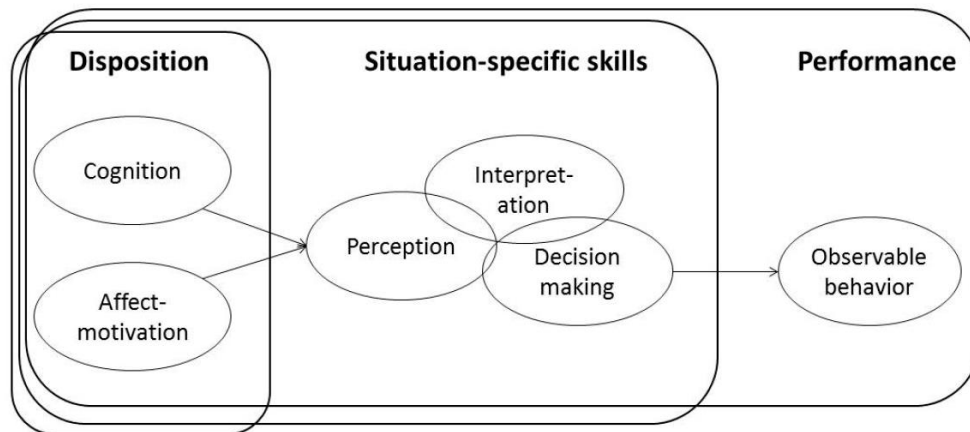 Disposition
Situation-specific skills
Performance
Cognition
Affect-
motivation
Perception
Interpret-
ation
Decision
making
Observable
behavior